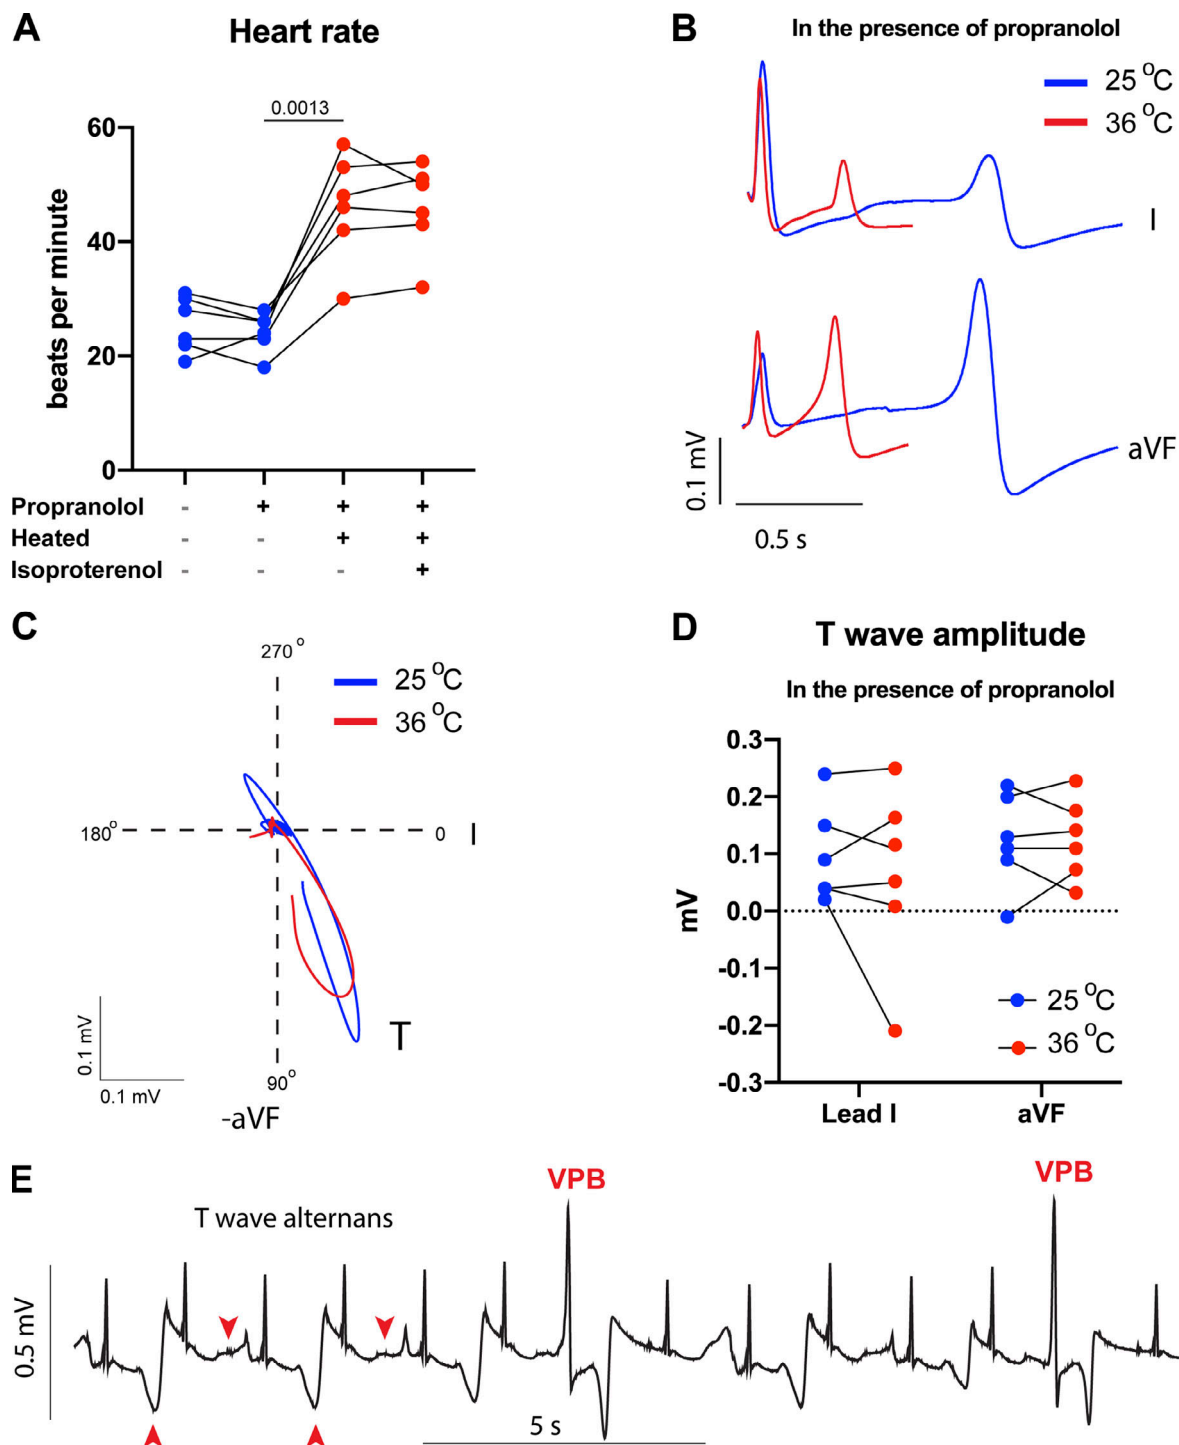 A
Heart rate
0.0013
60
40
20
0
beats per minute
Propranolol - + + +
Heated - - + +
Isoproterenol - - - +
B
In the presence of propranolol
25 °C
36 °C
I
aVF
0.1 mV
0.5 s
C
270°
25 °C
36 °C
180°
0
I
T
0.1 mV
0.1 mV
90°
-aVF
D
T wave amplitude
In the presence of propranolol
0.3
0.2
0.1
0.0
-0.1
-0.2
-0.3
mV
25 °C
36 °C
Lead I
aVF
E
VPB
VPB
T wave alternans
0.5 mV
5 s